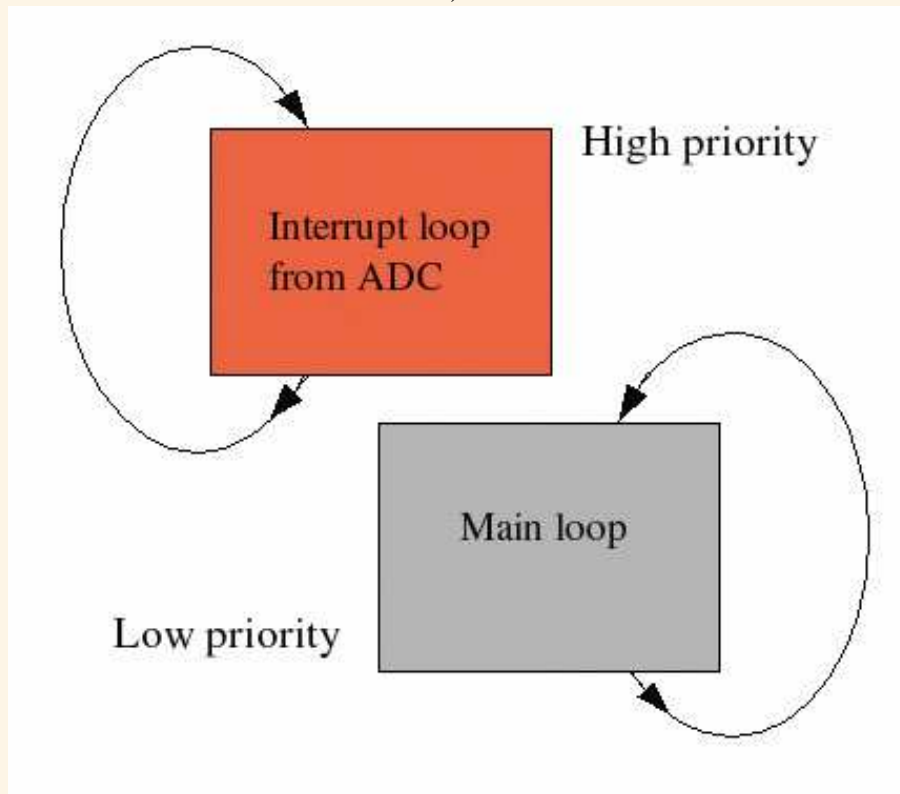 High priority
Interrupt loop
from ADC
Main loop
Low priority